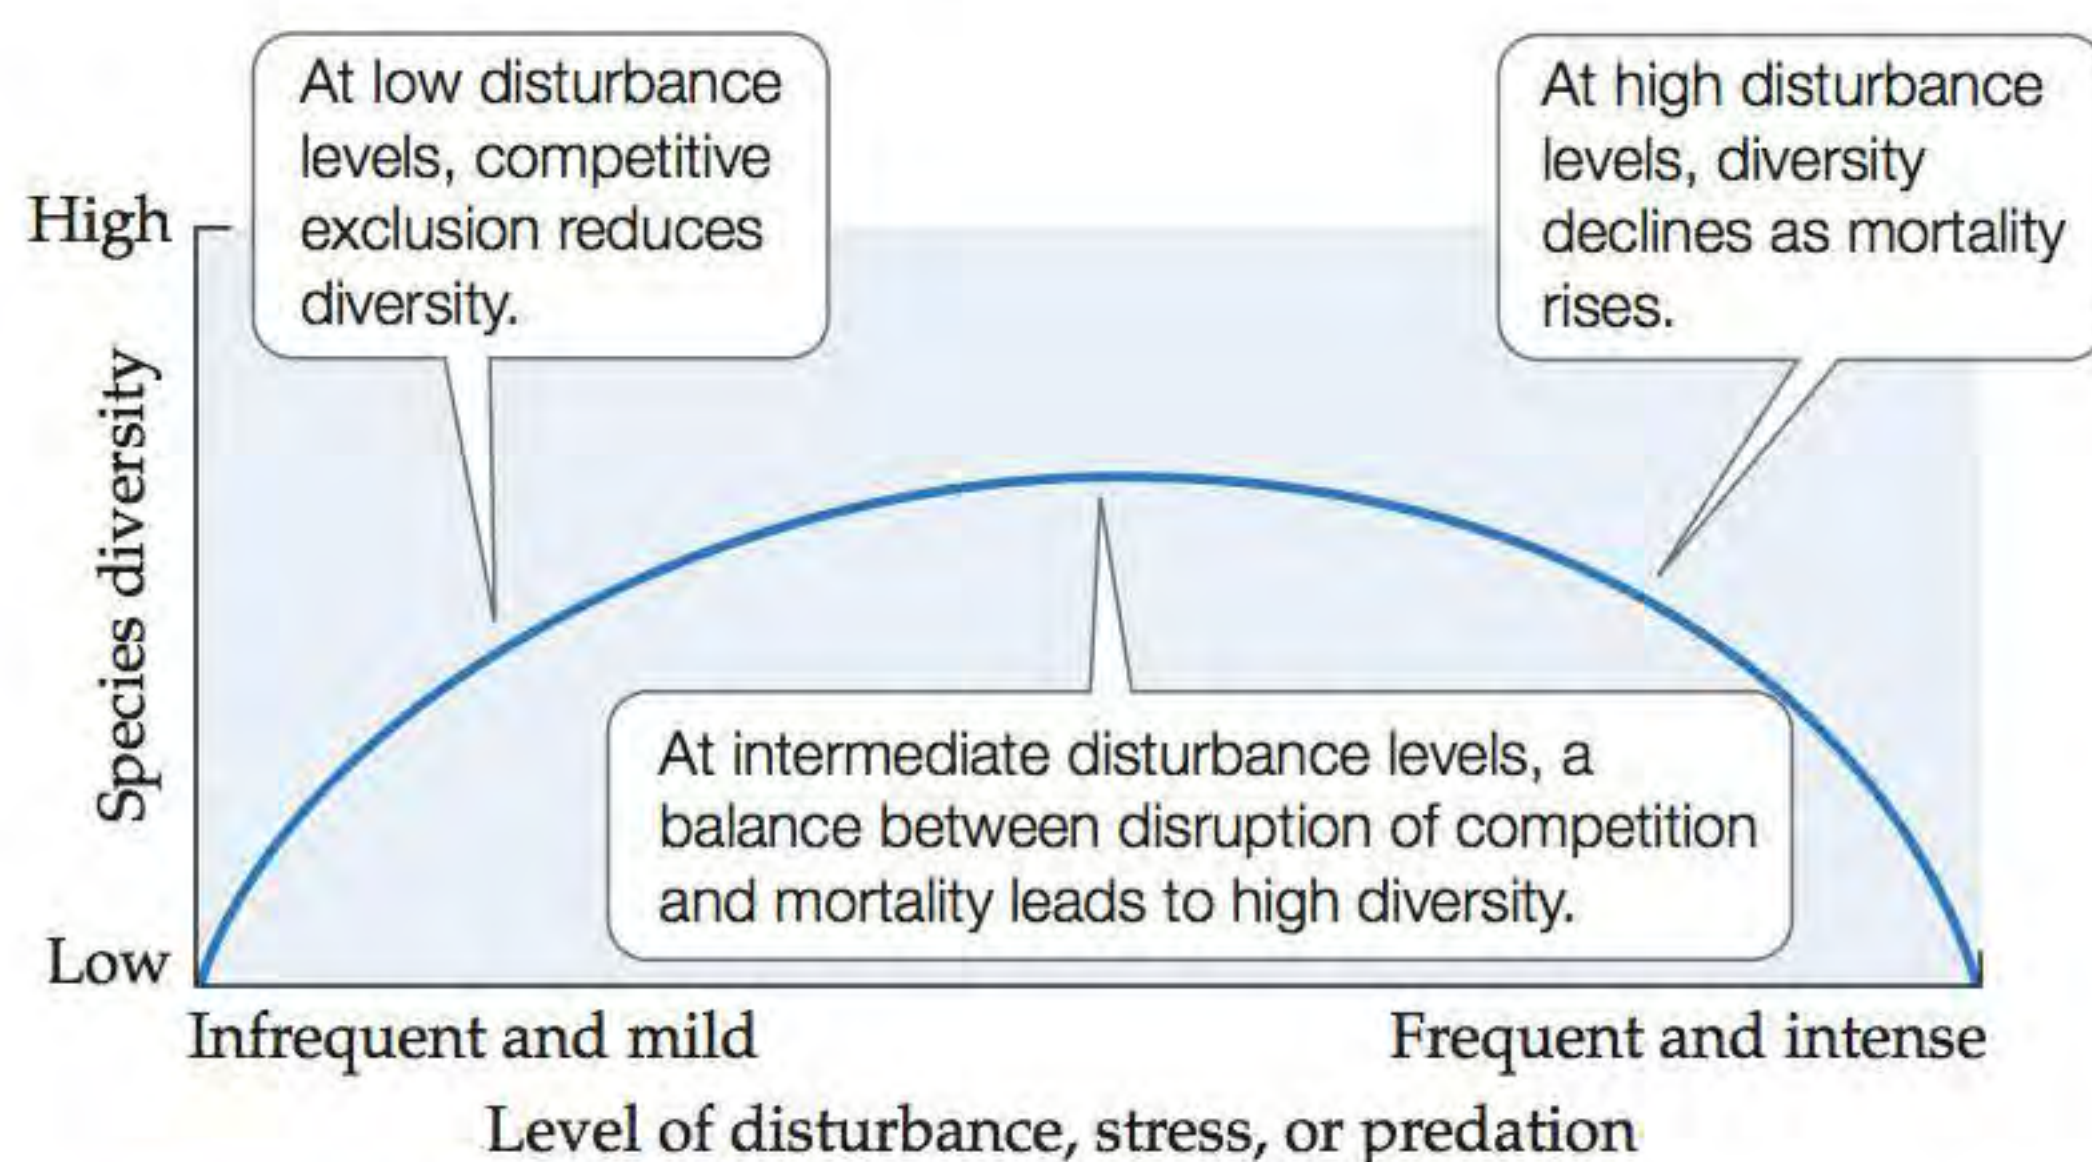 At low disturbance
levels, competitive
exclusion reduces
diversity.
At high disturbance
levels, diversity
declines as mortality
rises.
High
Species diversity
At intermediate disturbance levels, a
balance between disruption of competition
and mortality leads to high diversity.
Low
Infrequent and mild
Frequent and intense
Level of disturbance, stress, or predation